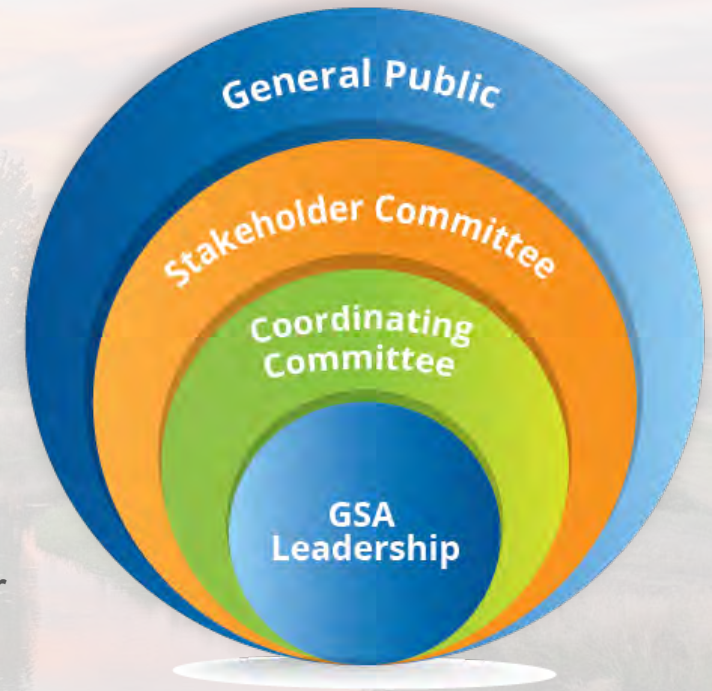 General Public
Stakeholder Committee
Coordinating
Committee
GSA
Leadership